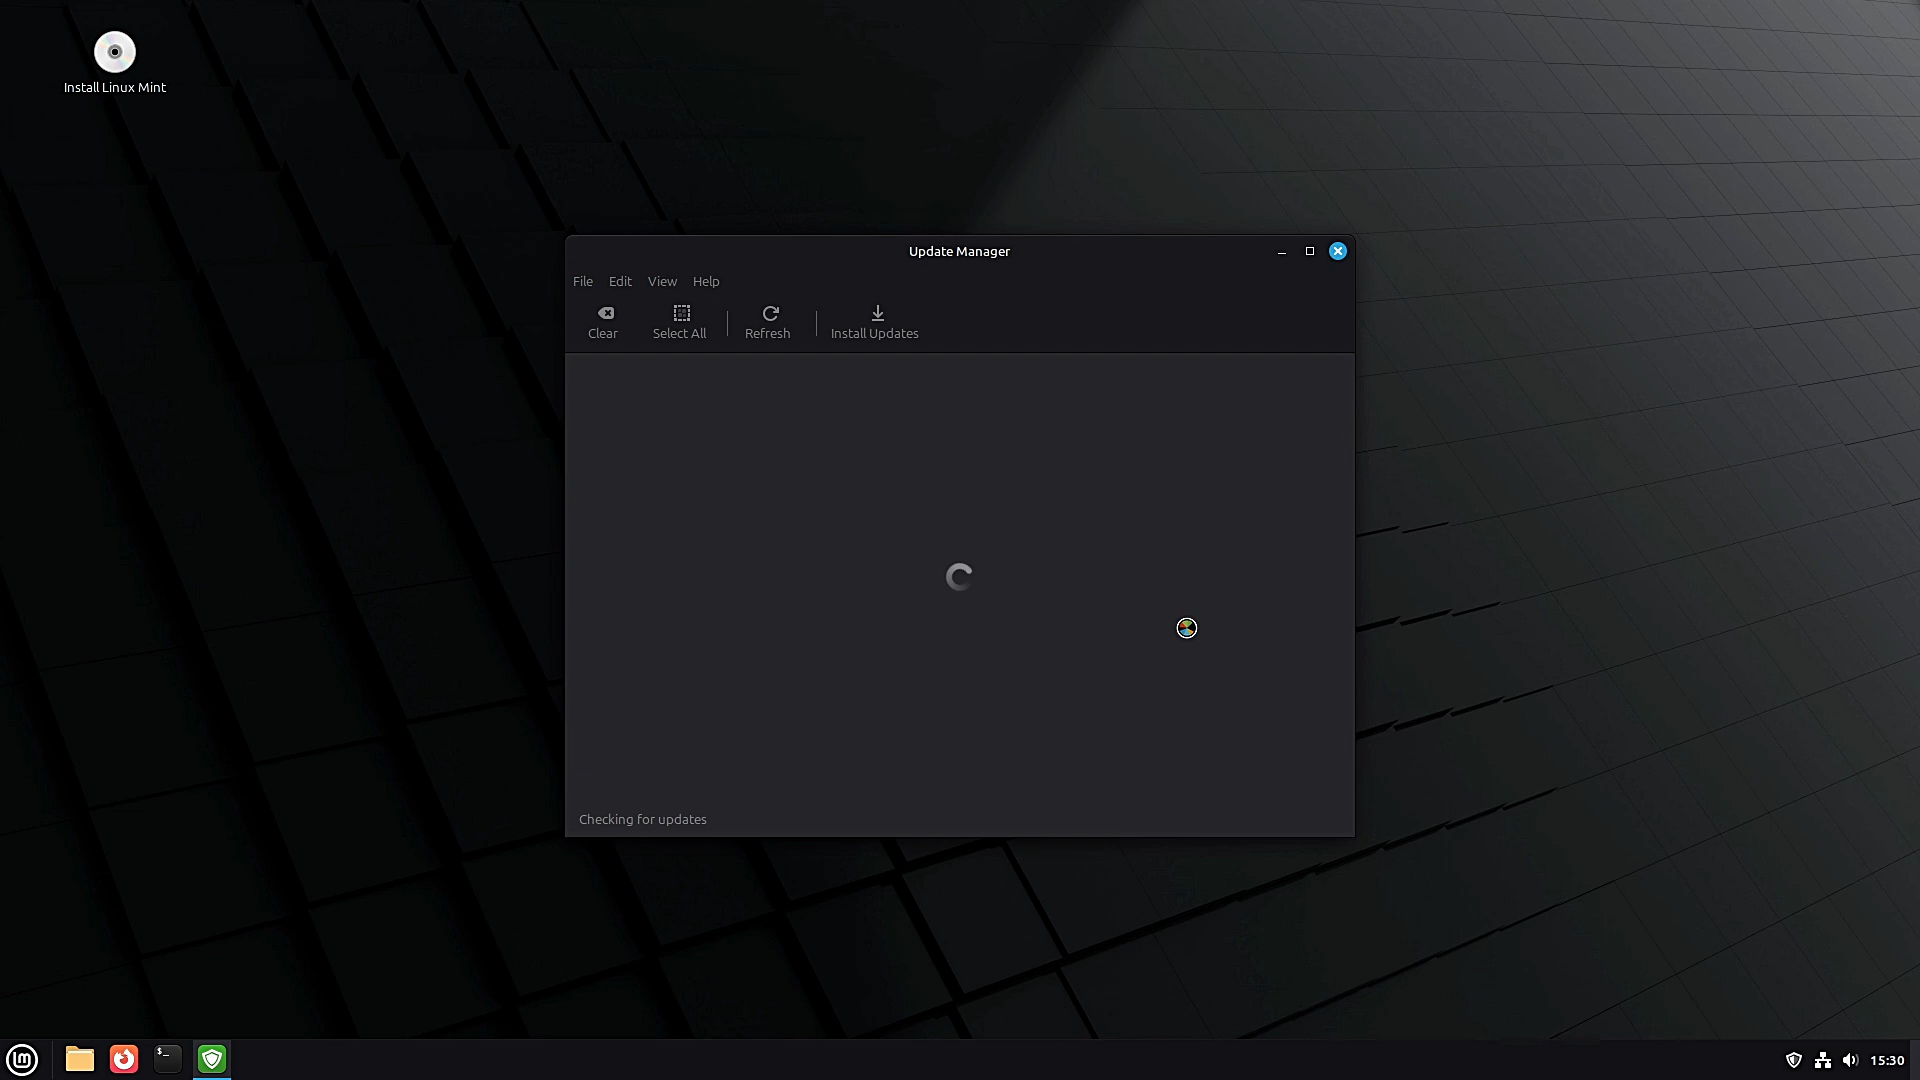 Install Linux Mint
Update Manager
File Edit View Help
Clear Select All Refresh Install Updates
Checking for updates
$_ 15:30